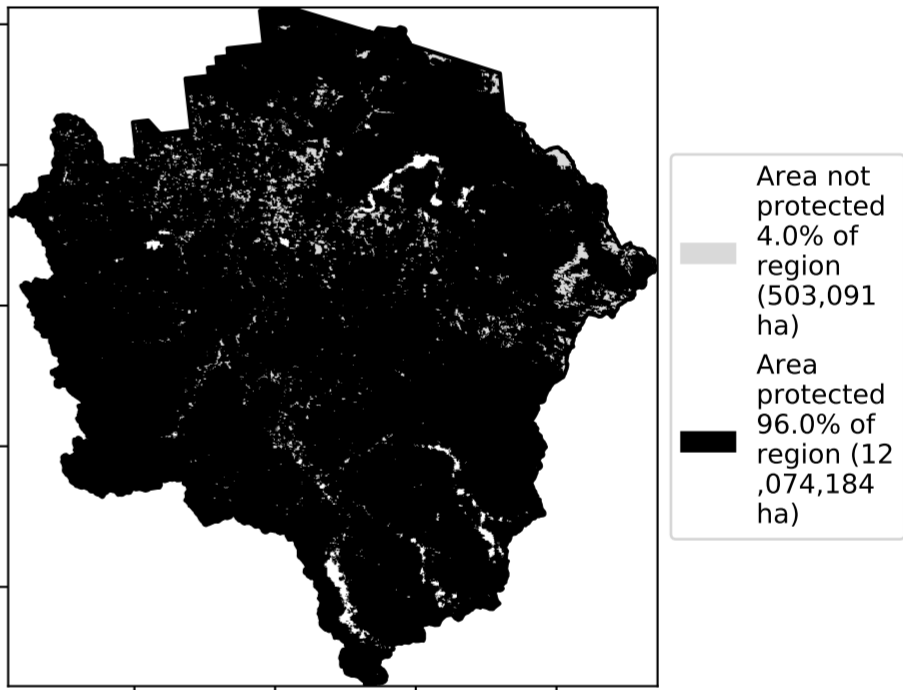 Area not
protected
4.0% of
region
(503,091
ha)
Area
protected
96.0% of
region (12
,074,184
ha)